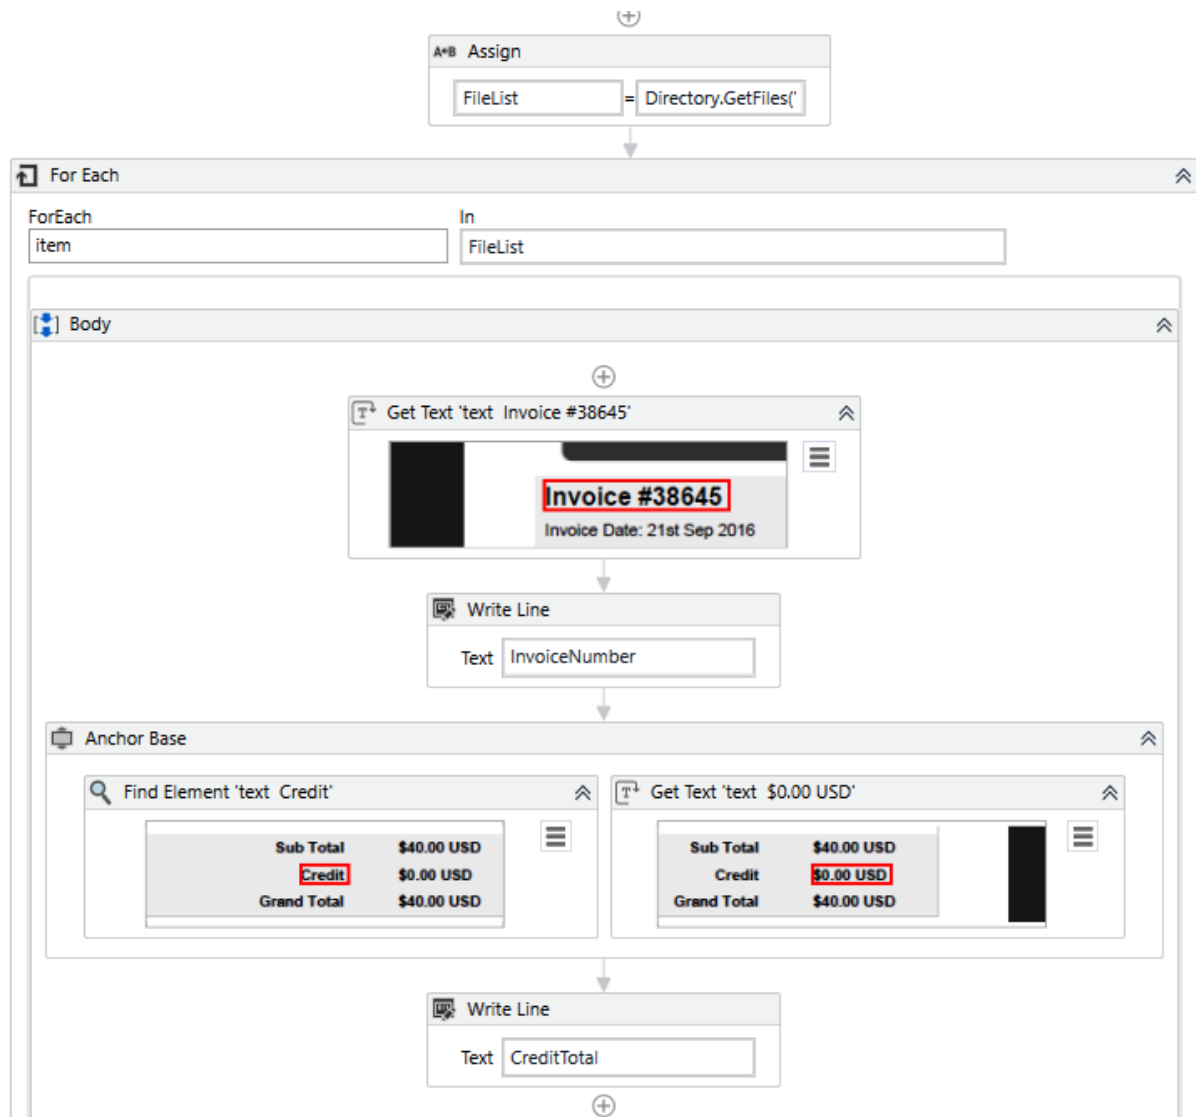 A*B Assign
FileList = Directory.GetFiles('
For Each
ForEach In
item FileList
Body
Get Text 'text  Invoice #38645'
Invoice #38645
Invoice Date: 21st Sep 2016
Write Line
Text InvoiceNumber
Anchor Base
Find Element 'text  Credit'
Sub Total $40.00 USD
Credit $0.00 USD
Grand Total $40.00 USD
Get Text 'text  $0.00 USD'
Sub Total $40.00 USD
Credit $0.00 USD
Grand Total $40.00 USD
Write Line
Text CreditTotal